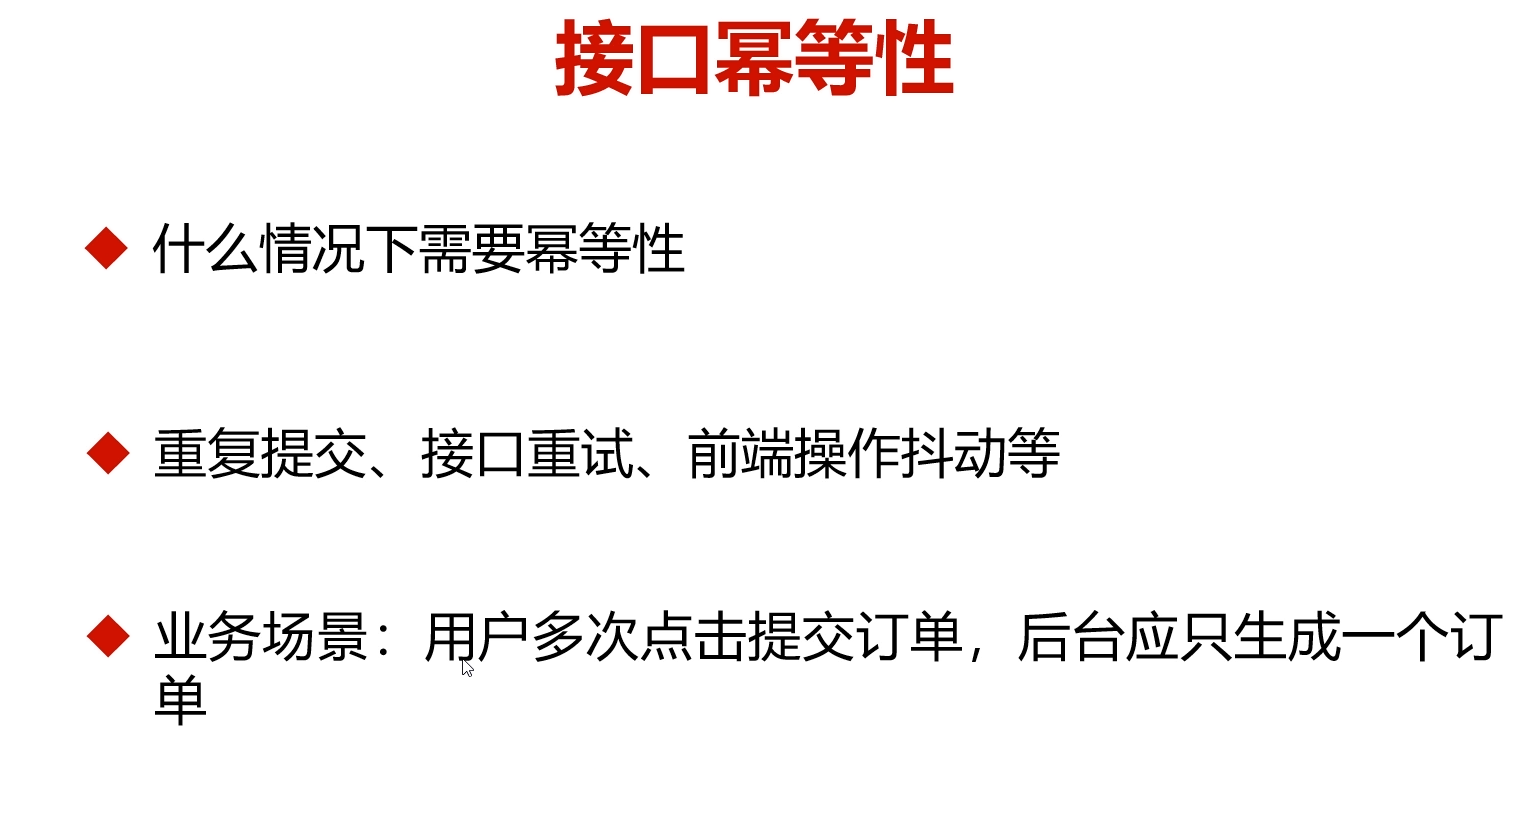 接口幂等性
什么情况下需要幂等性
重复提交、接口重试、前端操作抖动等
业务场景：用户多次点击提交订单，后台应只生成一个订
单